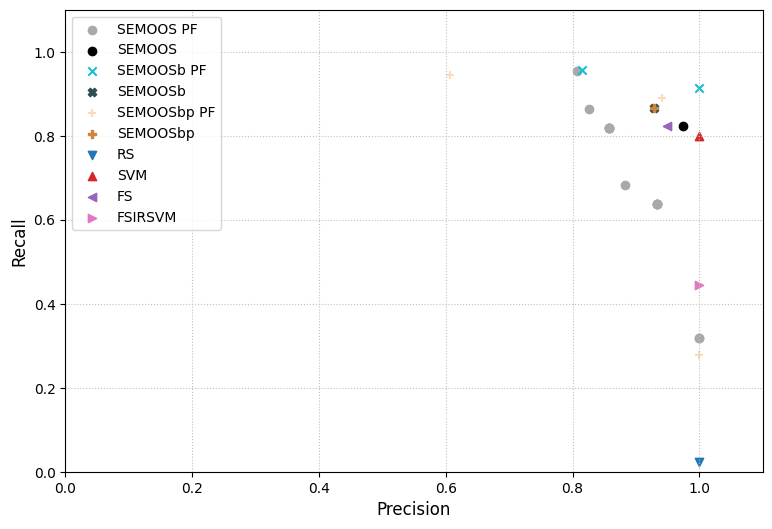 SEMOOS PF
SEMOOS
SEMOOSb PF
SEMOOSb
SEMOOSbp PF
SEMOOSbp
RS
SVM
FS
FSIRSVM
Recall
1.0
0.8
0.6
0.4
0.2
0.0
0.0 0.2 0.4 0.6 0.8 1.0
Precision